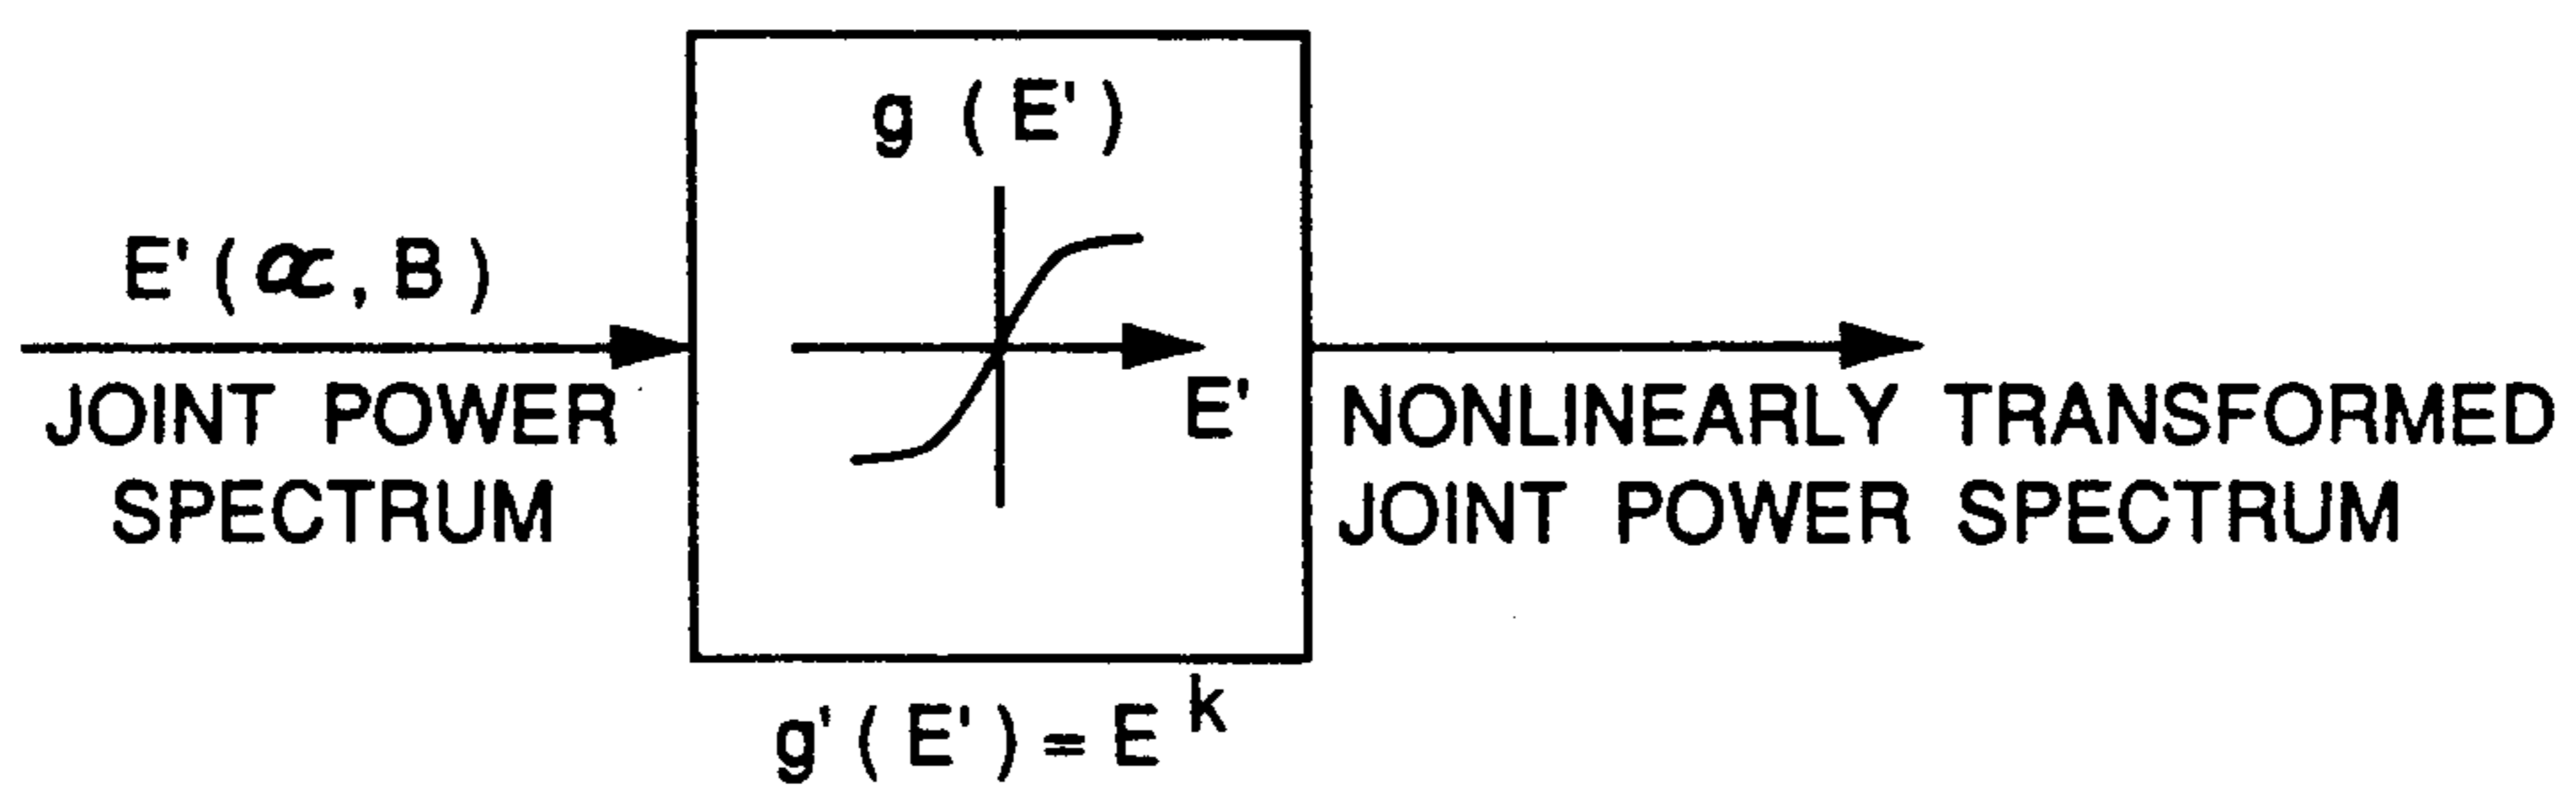 E'(α, B)
JOINT POWER
SPECTRUM
g (E')
E'
g'(E') = E^k
NONLINEARLY TRANSFORMED
JOINT POWER SPECTRUM